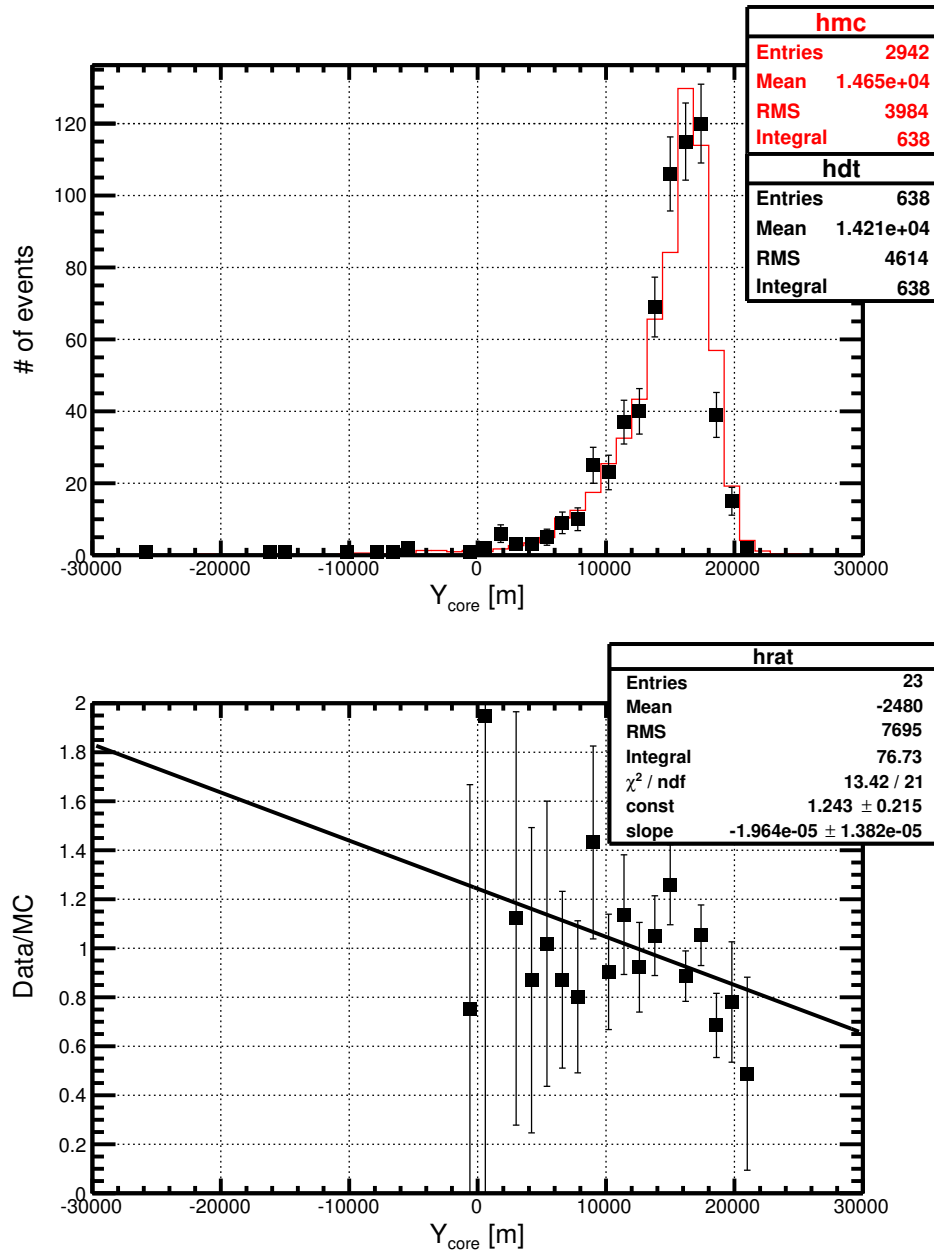 hmc
Entries 2942
Mean 1.465e+04
RMS 3984
Integral 638
hdt
Entries 638
Mean 1.421e+04
RMS 4614
Integral 638
# of events
120
100
80
60
40
20
0
-30000 -20000 -10000 0 10000 20000 30000
Y_core [m]
hrat
Entries 23
Mean -2480
RMS 7695
Integral 76.73
χ² / ndf 13.42 / 21
const 1.243 ± 0.215
slope -1.964e-05 ± 1.382e-05
Data/MC
2
1.8
1.6
1.4
1.2
1
0.8
0.6
0.4
0.2
0
-30000 -20000 -10000 0 10000 20000 30000
Y_core [m]